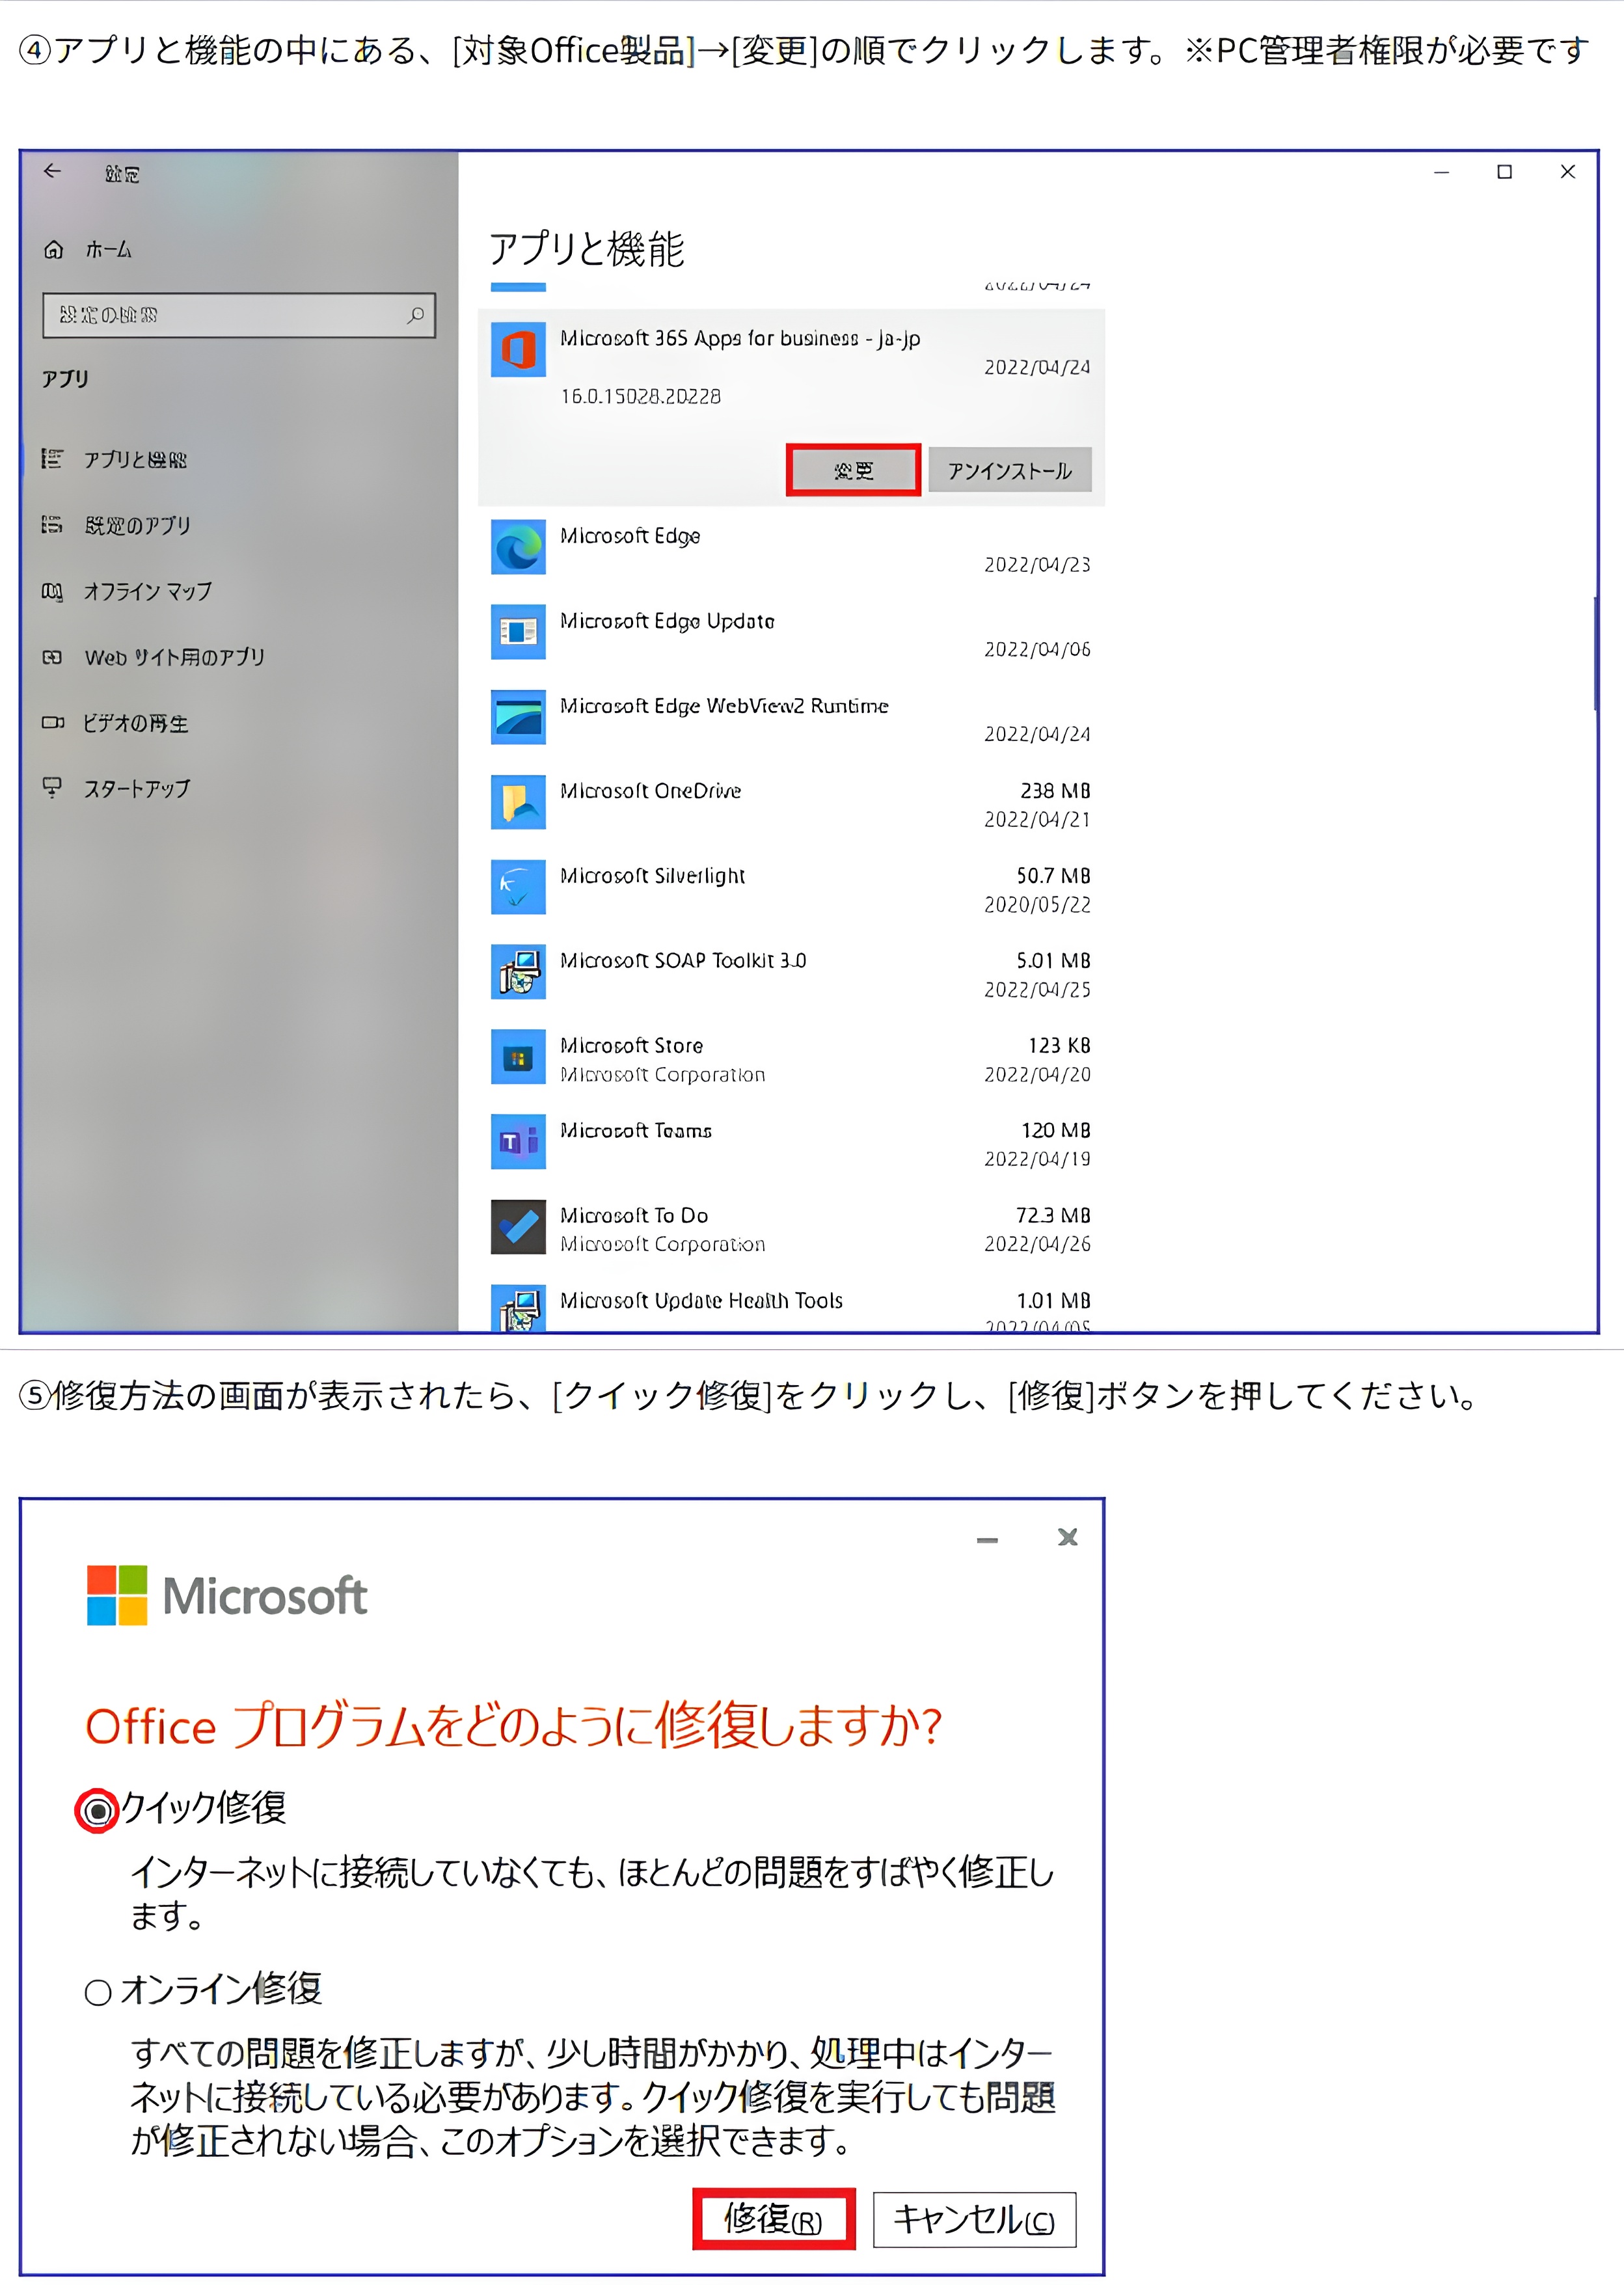 ④アプリと機能の中にある、[対象Office製品]→[変更]の順でクリックします。※PC管理者権限が必要です
設定
ホーム
設定の検索
アプリ
アプリと機能
既定のアプリ
オフライン マップ
Web サイト用のアプリ
ビデオの再生
スタートアップ
アプリと機能
2022/04/24
Microsoft 365 Apps for business - ja-jp
2022/04/24
16.0.15028.20228
変更 アンインストール
Microsoft Edge
2022/04/23
Microsoft Edge Update
2022/04/06
Microsoft Edge WebView2 Runtime
2022/04/24
Microsoft OneDrive 238 MB
2022/04/21
Microsoft Silverlight 50.7 MB
2020/05/22
Microsoft SOAP Toolkit 3.0 5.01 MB
2022/04/25
Microsoft Store 123 KB
Microsoft Corporation 2022/04/20
Microsoft Teams 120 MB
2022/04/19
Microsoft To Do 72.3 MB
Microsoft Corporation 2022/04/26
Microsoft Update Health Tools 1.01 MB
2022/04/05
⑤修復方法の画面が表示されたら、[クイック修復]をクリックし、[修復]ボタンを押してください。
Microsoft
Office プログラムをどのように修復しますか?
クイック修復
インターネットに接続していなくても、ほとんどの問題をすばやく修正し
ます。
オンライン修復
すべての問題を修正しますが、少し時間がかかり、処理中はインター
ネットに接続している必要があります。クイック修復を実行しても問題
が修正されない場合、このオプションを選択できます。
修復(R) キャンセル(C)